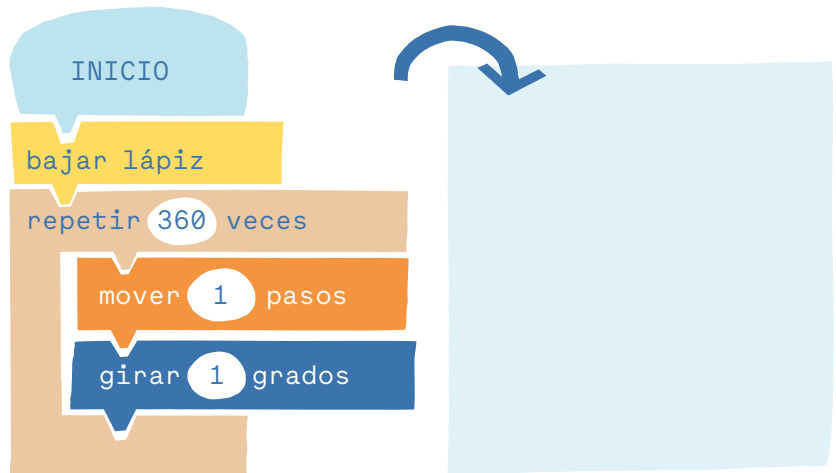 INICIO
bajar lápiz
repetir 360 veces
mover 1 pasos
girar 1 grados